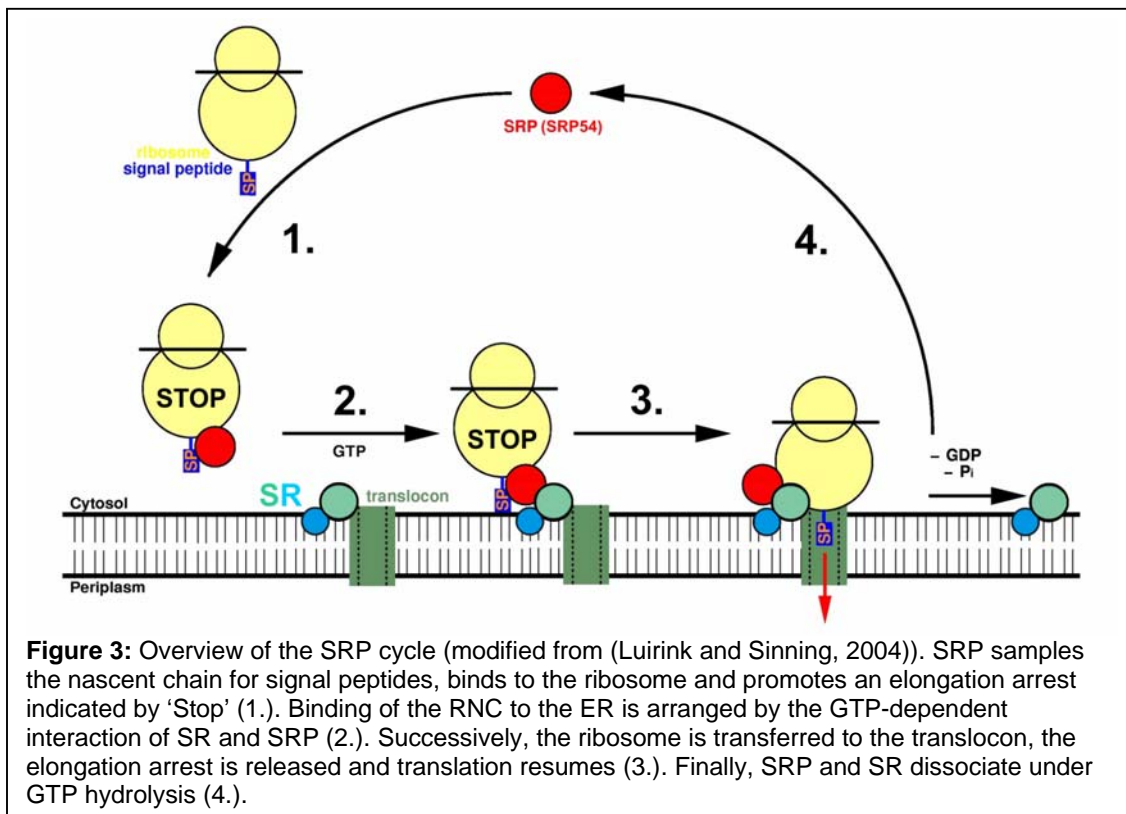 SRP (SRP54)
ribosome
signal peptide
SP
1.
4.
STOP
SP
2.
GTP
STOP
SP
3.
– GDP
– Pi
SR
translocon
Cytosol
SP
Periplasm
Figure 3: Overview of the SRP cycle (modified from (Luirink and Sinning, 2004)). SRP samples
the nascent chain for signal peptides, binds to the ribosome and promotes an elongation arrest
indicated by ‘Stop’ (1.). Binding of the RNC to the ER is arranged by the GTP-dependent
interaction of SR and SRP (2.). Successively, the ribosome is transferred to the translocon, the
elongation arrest is released and translation resumes (3.). Finally, SRP and SR dissociate under
GTP hydrolysis (4.).